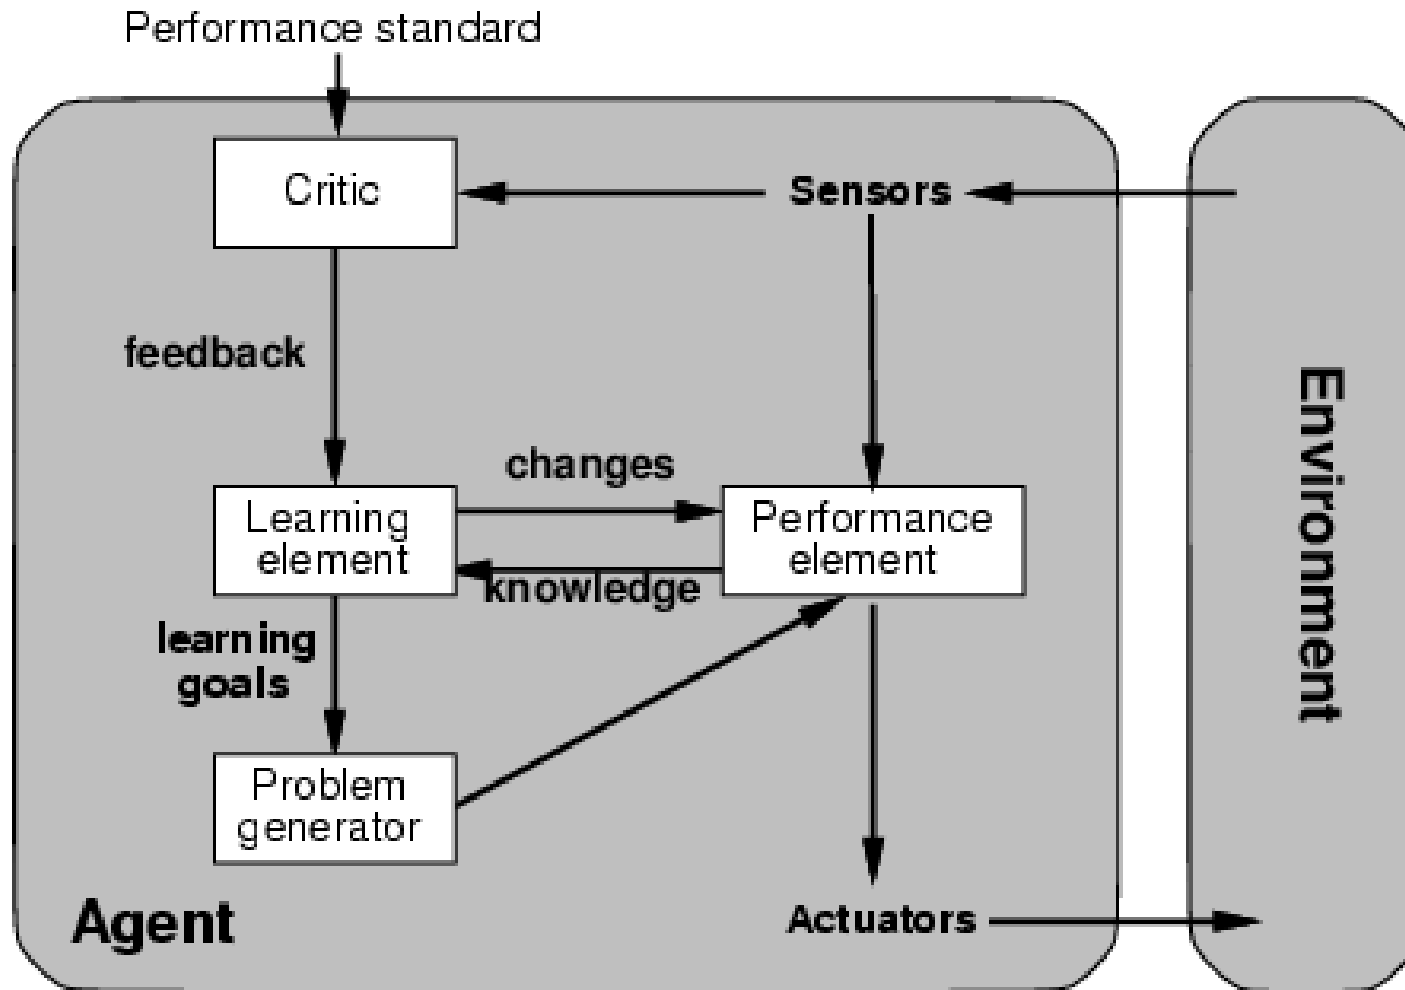 Performance standard
Critic
Sensors
feedback
changes
Learning
element
Performance
element
knowledge
learning
goals
Problem
generator
Agent
Actuators
Environment